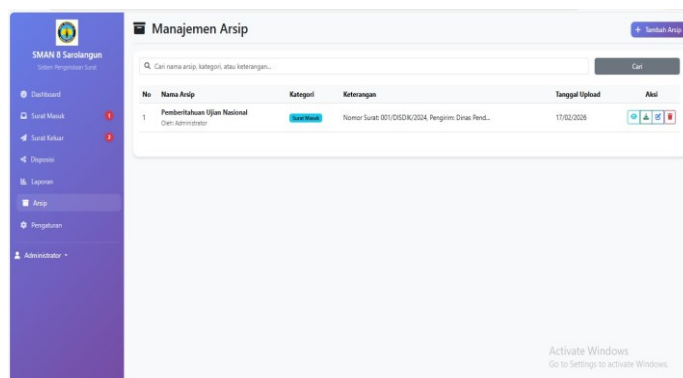 SMAN 8 Sarolangun
Sistem Pengelolaan Surat
Dashboard
Surat Masuk
Surat Keluar
Disposisi
Laporan
Arsip
Pengaturan
Administrator
Manajemen Arsip
+ Tambah Arsip
Cari nama arsip, kategori, atau keterangan...
Cari
No Nama Arsip Kategori Keterangan Tanggal Upload Aksi
1 Pemberitahuan Ujian Nasional Surat Masuk Nomor Surat: 001/DISDIK/2024, Pengirim: Dinas Pend... 17/02/2026
Oleh: Administrator
Activate Windows
Go to Settings to activate Windows.